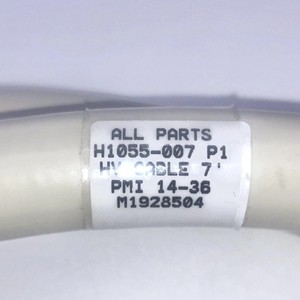 ALL PARTS
H1055-007 P1
HV CABLE 7'
PMI 14-36
M1928504